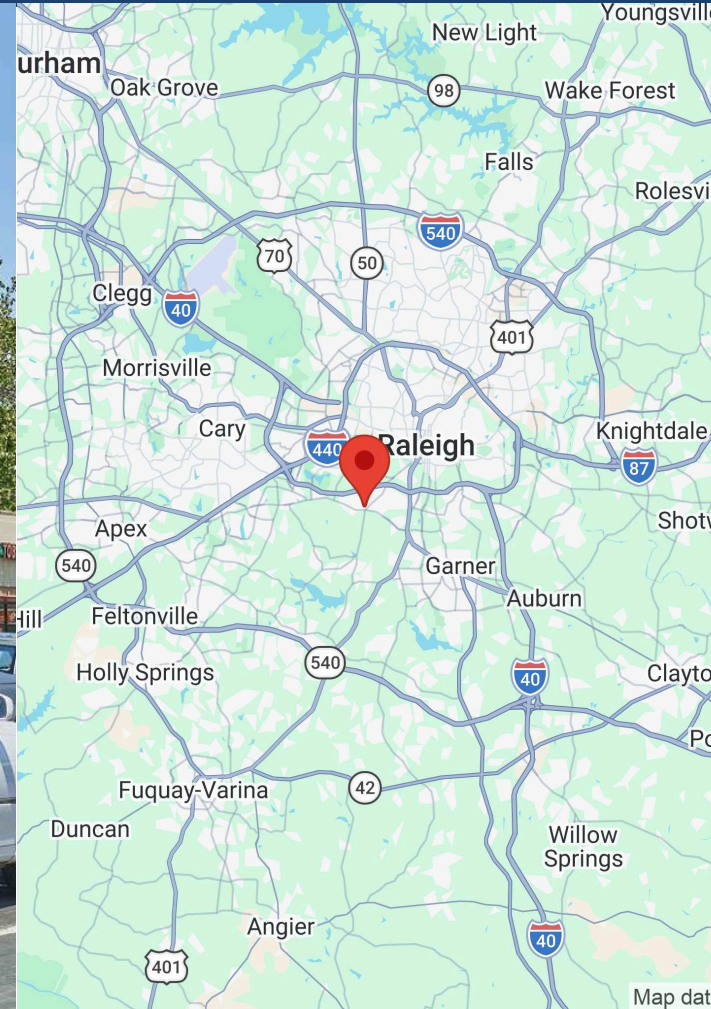 New Light
Youngsvill
urham
Oak Grove
98
Wake Forest
Falls
Rolesvi
540
70
50
Clegg
40
401
Morrisville
Cary
440
Raleigh
Knightdale
87
Apex
Shotw
540
Garner
Auburn
Hill
Feltonville
540
Holly Springs
40
Clayto
Fuquay-Varina
42
Duncan
Willow
Springs
Angier
40
401
Map dat